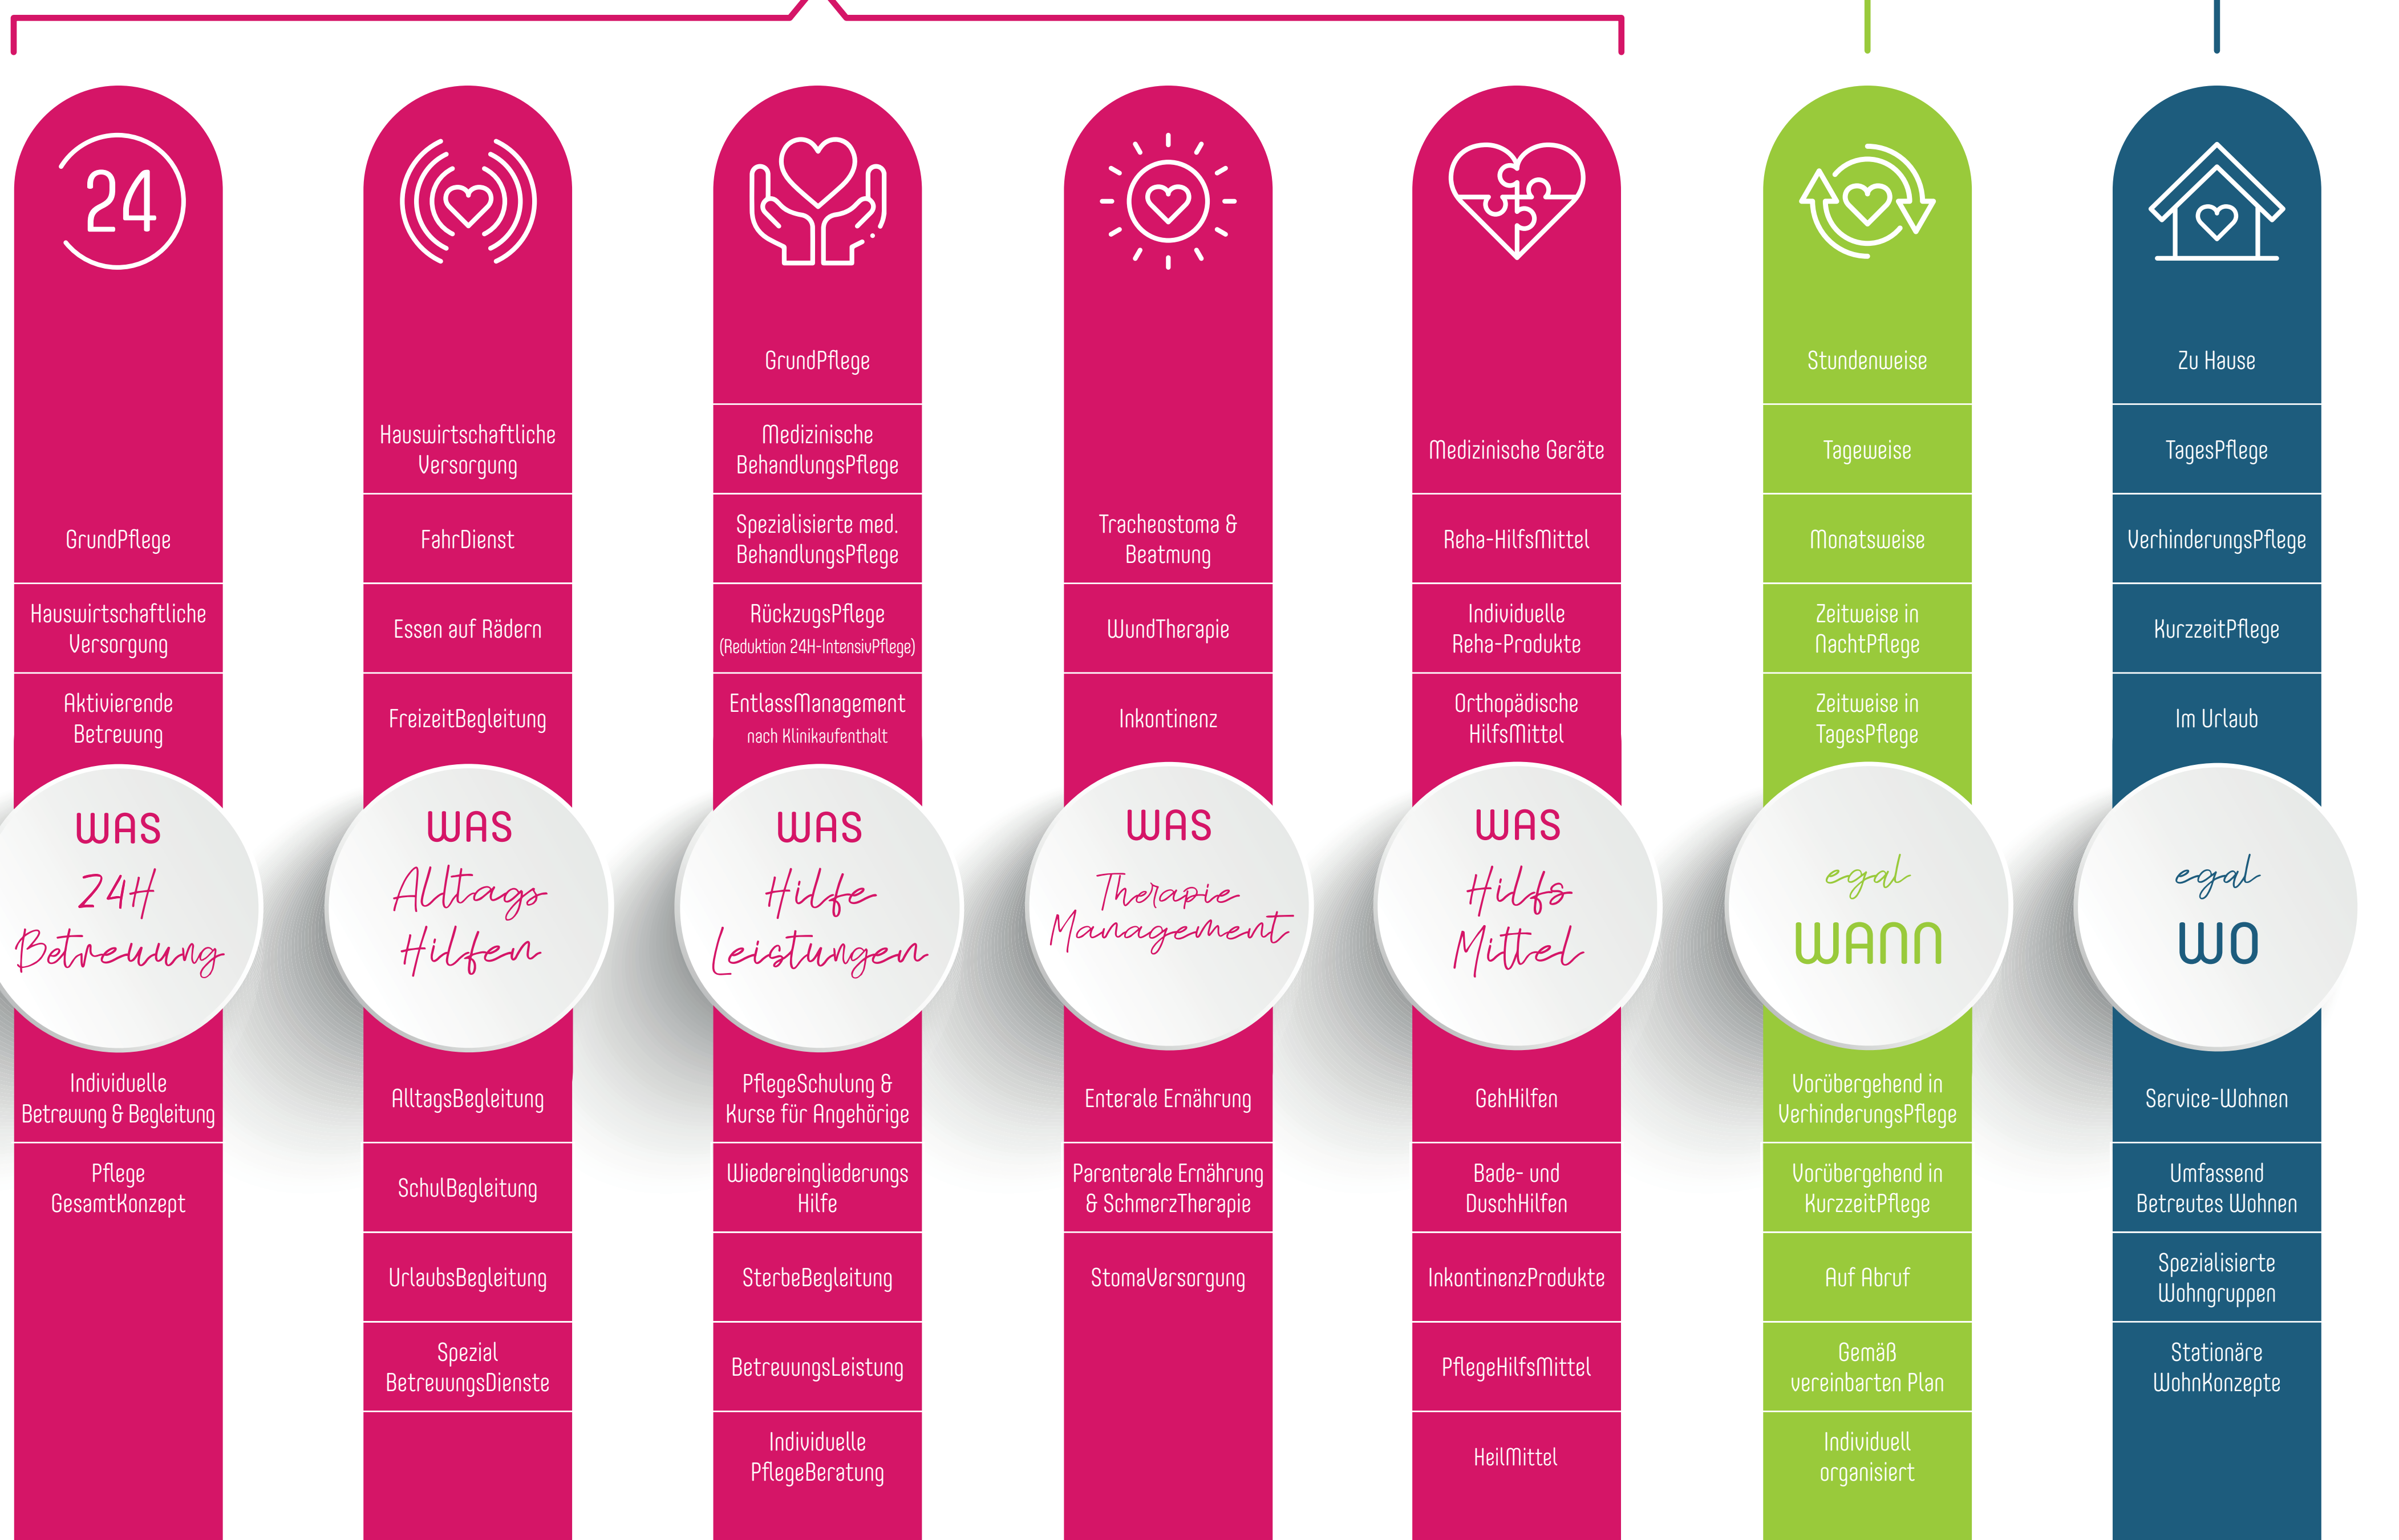 24
GrundPflege
Hauswirtschaftliche
Versorgung
Aktivierende
Betreuung
WAS
24H
Betreuung
Individuelle
Betreuung & Begleitung
Pflege
GesamtKonzept
Hauswirtschaftliche
Versorgung
FahrDienst
Essen auf Rädern
FreizeitBegleitung
WAS
Alltags
Hilfen
AlltagsBegleitung
SchulBegleitung
UrlaubsBegleitung
Spezial
BetreuungsDienste
GrundPflege
Medizinische
BehandlungsPflege
Spezialisierte med.
BehandlungsPflege
RückzugsPflege
(Reduktion 24H-IntensivPflege)
EntlassManagement
nach Klinikaufenthalt
WAS
Hilfe
Leistungen
PflegeSchulung &
Kurse für Angehörige
Wiedereingliederungs
Hilfe
SterbeBegleitung
BetreuungsLeistung
Individuelle
PflegeBeratung
Tracheostoma &
Beatmung
WundTherapie
Inkontinenz
WAS
Therapie
Management
Enterale Ernährung
Parenterale Ernährung
& SchmerzTherapie
StomaVersorgung
Medizinische Geräte
Reha-HilfsMittel
Individuelle
Reha-Produkte
Orthopädische
HilfsMittel
WAS
Hilfs
Mittel
GehHilfen
Bade- und
DuschHilfen
InkontinenzProdukte
PflegeHilfsMittel
HeilMittel
Stundenweise
Tageweise
Monatsweise
Zeitweise in
NachtPflege
Zeitweise in
TagesPflege
egal
WANN
Vorübergehend in
VerhinderungsPflege
Vorübergehend in
KurzzeitPflege
Auf Abruf
Gemäß
vereinbarten Plan
Individuell
organisiert
Zu Hause
TagesPflege
VerhinderungsPflege
KurzzeitPflege
Im Urlaub
egal
WO
Service-Wohnen
Umfassend
Betreutes Wohnen
Spezialisierte
Wohngruppen
Stationäre
WohnKonzepte